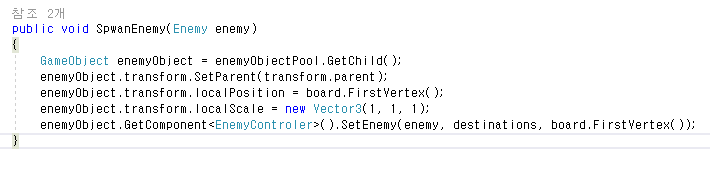 참조 2개
public void SpwanEnemy(Enemy enemy)
{
GameObject enemyObject = enemyObjectPool.GetChild();
enemyObject.transform.SetParent(transform.parent);
enemyObject.transform.localPosition = board.FirstVertex();
enemyObject.transform.localScale = new Vector3(1, 1, 1);
enemyObject.GetComponent<EnemyControler>().SetEnemy(enemy, destinations, board.FirstVertex());
}